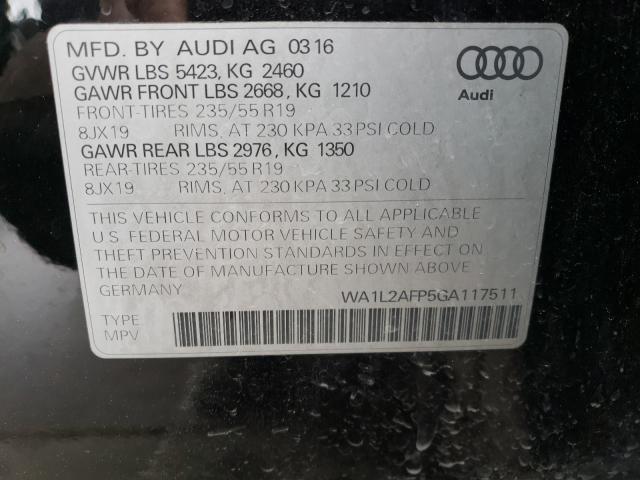 MFD. BY AUDI AG 03 16
GVWR LBS 5423, KG 2460
GAWR FRONT LBS 2668, KG 1210
FRONT-TIRES 235/55 R19
8JX19 RIMS, AT 230 KPA 33 PSI COLD
GAWR REAR LBS 2976, KG 1350
REAR-TIRES 235/55 R19
8JX19 RIMS, AT 230 KPA 33 PSI COLD
Audi
THIS VEHICLE CONFORMS TO ALL APPLICABLE
U.S. FEDERAL MOTOR VEHICLE SAFETY AND
THEFT PREVENTION STANDARDS IN EFFECT ON
THE DATE OF MANUFACTURE SHOWN ABOVE
GERMANY
WA1L2AFP5GA117511
TYPE
MPV